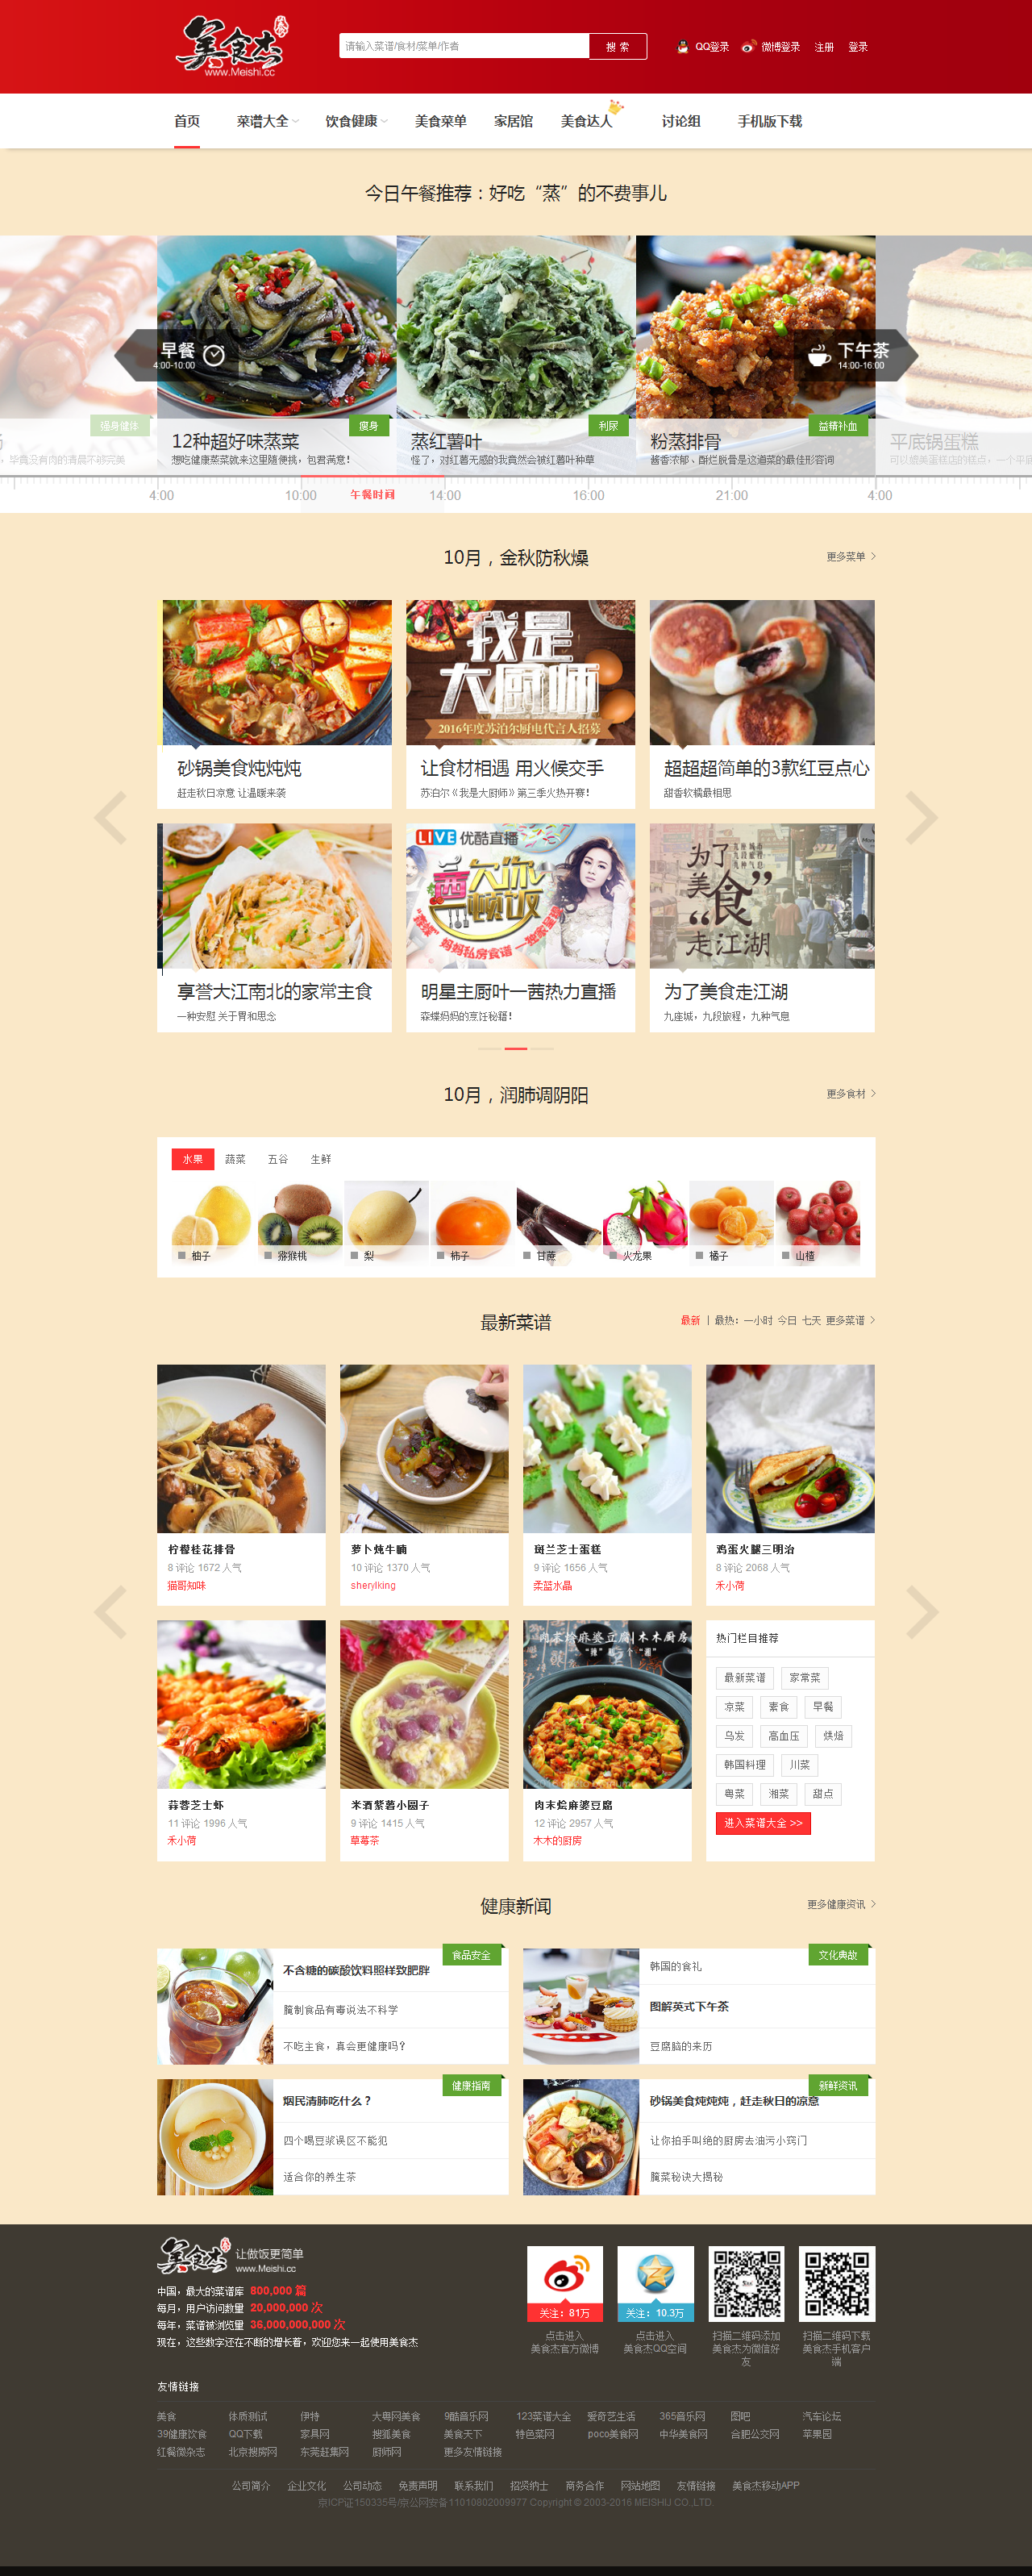 美食杰
www.Meishi.cc
请输入菜谱/食材/菜单/作者
搜 索
QQ登录 微博登录 注册 登录
首页 菜谱大全 饮食健康 美食菜单 家居馆 美食达人 讨论组 手机版下载
今日午餐推荐：好吃“蒸”的不费事儿
早餐
4:00-10:00
下午茶
14:00-16:00
强身健体
瘦身
利尿
益精补血
12种超好味蒸菜
蒸红薯叶
粉蒸排骨
平底锅蛋糕
，毕竟没有肉的清晨不够完美
想吃健康蒸菜就来这里随便挑，包君满意！
怪了，对红薯无感的我竟然会被红薯叶种草
酱香浓郁、酥烂脱骨是这道菜的最佳形容词
4:00 10:00 午餐时间 14:00 16:00 21:00 4:00
10月，金秋防秋燥
更多菜单
我是
大厨师
2016年度苏泊尔厨电代言人招募
砂锅美食炖炖炖
赶走秋日凉意 让温暖来袭
让食材相遇 用火候交手
苏泊尔《我是大厨师》第三季火热开赛！
超超超简单的3款红豆点心
甜香软糯最相思
LIVE 优酷直播
为了
美
“食”
走江湖
享誉大江南北的家常主食
一种安慰 关于胃和思念
明星主厨叶一茜热力直播
森蝶妈妈的烹饪秘籍！
为了美食走江湖
九座城，九段旅程，九种气息
10月，润肺调阴阳
更多食材
水果 蔬菜 五谷 生鲜
柚子 猕猴桃 梨 柿子 甘蔗 火龙果 橘子 山楂
最新菜谱
最新 | 最热：一小时 今日 七天 更多菜谱
柠檬桂花排骨
8 评论 1672 人气
猫哥知味
萝卜炖牛腩
10 评论 1370 人气
sherylking
斑兰芝士蛋糕
9 评论 1656 人气
柔蓝水晶
鸡蛋火腿三明治
8 评论 2068 人气
禾小荷
蒜蓉芝士虾
11 评论 1996 人气
禾小荷
米酒紫薯小圆子
9 评论 1415 人气
草莓茶
肉末烩麻婆豆腐
12 评论 2957 人气
木木的厨房
热门栏目推荐
最新菜谱 家常菜
凉菜 素食 早餐
乌发 高血压 烘焙
韩国料理 川菜
粤菜 湘菜 甜点
进入菜谱大全 >>
健康新闻
更多健康资讯
食品安全
不含糖的碳酸饮料照样致肥胖
腌制食品有毒说法不科学
不吃主食，真会更健康吗？
文化典故
韩国的食礼
图解英式下午茶
豆腐脑的来历
健康指南
烟民清肺吃什么？
四个喝豆浆误区不能犯
适合你的养生茶
新鲜资讯
砂锅美食炖炖炖，赶走秋日的凉意
让你拍手叫绝的厨房去油污小窍门
腌菜秘诀大揭秘
美食杰 让做饭更简单
www.Meishi.cc
中国，最大的菜谱库 800,000 篇
每月，用户访问数量 20,000,000 次
每年，菜谱被浏览量 36,000,000,000 次
现在，这些数字还在不断的增长着，欢迎您来一起使用美食杰
关注：81万
点击进入
美食杰官方微博
关注：10.3万
点击进入
美食杰QQ空间
扫描二维码添加
美食杰为微信好
友
扫描二维码下载
美食杰手机客户
端
友情链接
美食 体质测试 伊特 大粤网美食 9酷音乐网 123菜谱大全 爱奇艺生活 365音乐网 图吧 汽车论坛
39健康饮食 QQ下载 家具网 搜狐美食 美食天下 特色菜网 poco美食网 中华美食网 合肥公交网 苹果园
红餐微杂志 北京搜房网 东莞赶集网 厨师网 更多友情链接
公司简介 企业文化 公司动态 免责声明 联系我们 招贤纳士 商务合作 网站地图 友情链接 美食杰移动APP
京ICP证150335号/京公网安备11010802009977 Copyright © 2003-2016 MEISHIJ CO.,LTD.